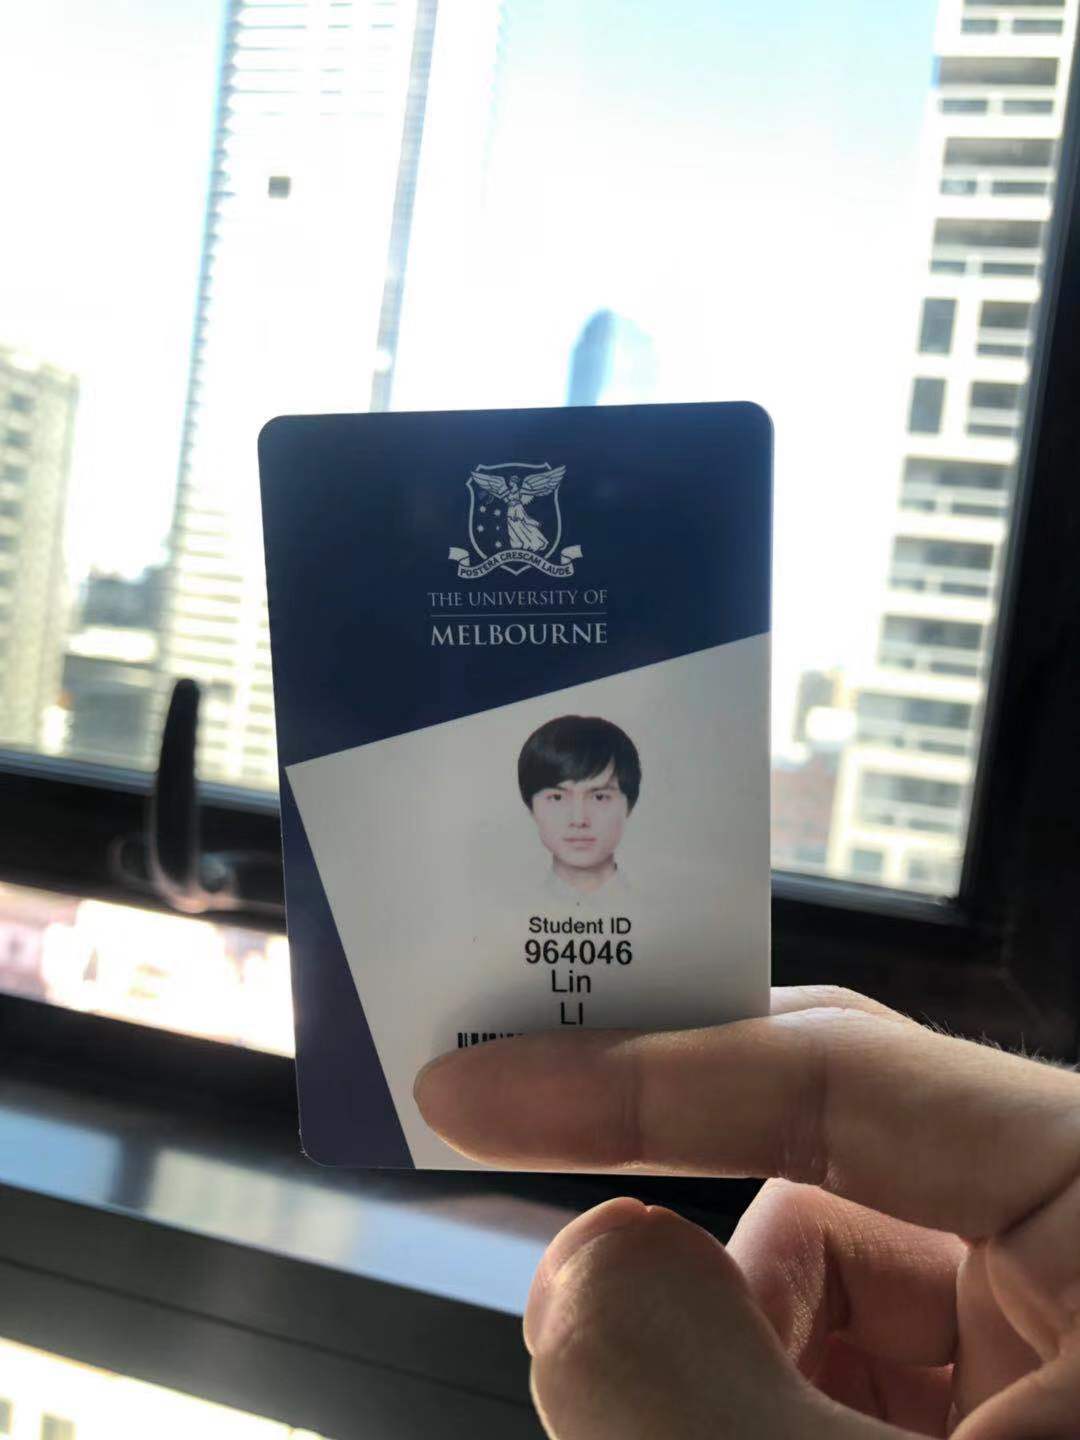 POSTERA CRESCAM LAUDE
THE UNIVERSITY OF
MELBOURNE
Student ID
964046
Lin
LI